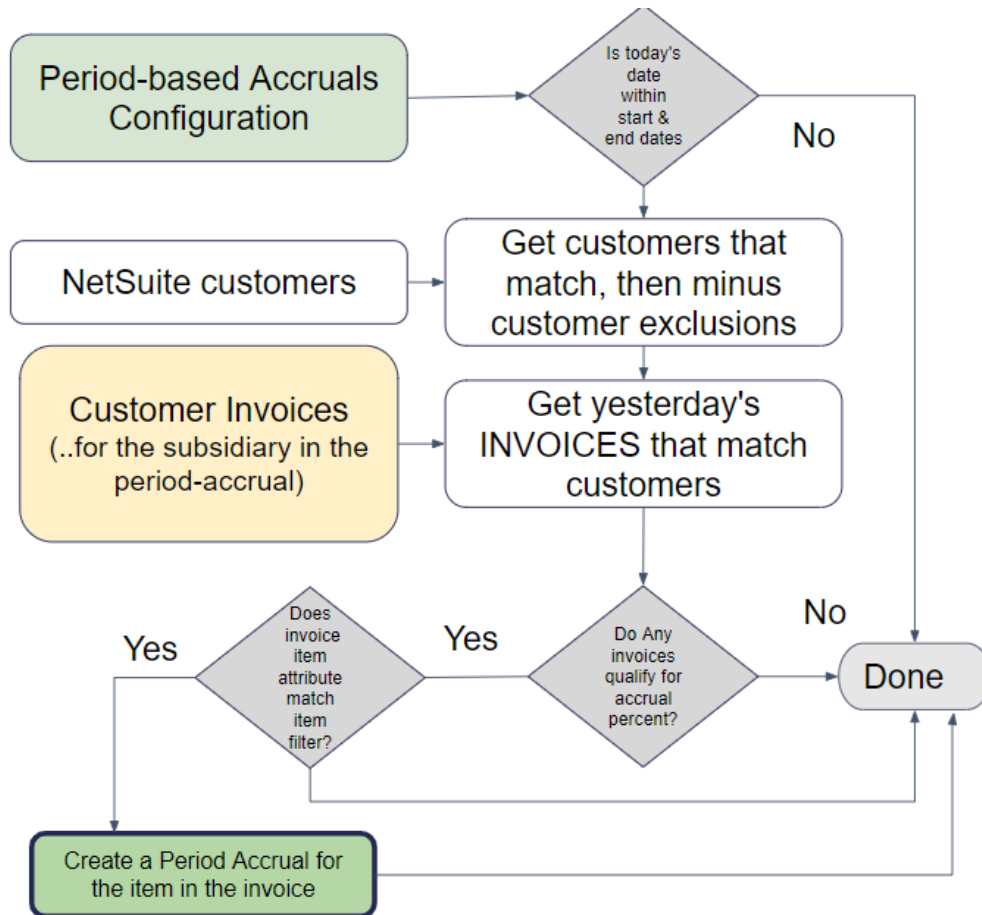 Period-based Accruals
Configuration
Is today's
date
within
start &
end dates
No
NetSuite customers
Get customers that
match, then minus
customer exclusions
Customer Invoices
(..for the subsidiary in the
period-accrual)
Get yesterday's
INVOICES that match
customers
Yes
Does
invoice
item
attribute
match
item
filter?
Yes
Do Any
invoices
qualify for
accrual
percent?
No
Done
Create a Period Accrual for
the item in the invoice